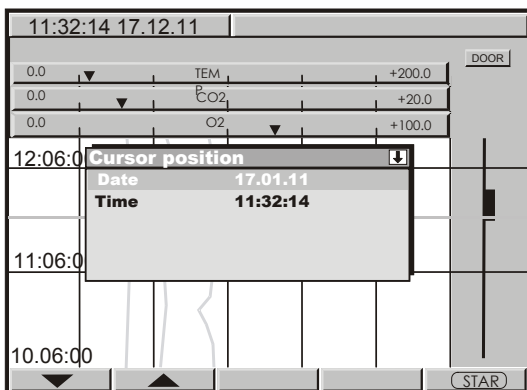 11:32:14 17.12.11
DOOR
0.0 TEM +200.0
P
0.0 CO2 +20.0
0.0 O2 +100.0
12:06:0
Cursor position
Date 17.01.11
Time 11:32:14
11:06:0
10.06:00
STAR